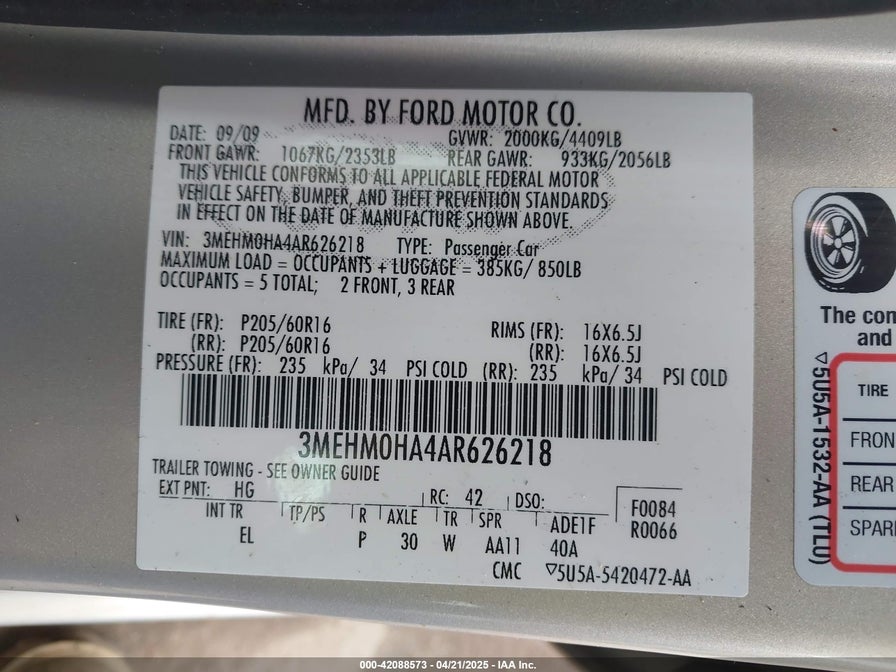 MFD. BY FORD MOTOR CO.
DATE: 09/09 GVWR: 2000KG/4409LB
FRONT GAWR: 1067KG/2353LB REAR GAWR: 933KG/2056LB
THIS VEHICLE CONFORMS TO ALL APPLICABLE FEDERAL MOTOR
VEHICLE SAFETY, BUMPER, AND THEFT PREVENTION STANDARDS
IN EFFECT ON THE DATE OF MANUFACTURE SHOWN ABOVE.
VIN: 3MEHM0HA4AR626218 TYPE: Passenger Car
MAXIMUM LOAD = OCCUPANTS + LUGGAGE = 385KG/ 850LB
OCCUPANTS = 5 TOTAL; 2 FRONT, 3 REAR
TIRE (FR): P205/60R16 RIMS (FR): 16X6.5J
(RR): P205/60R16 (RR): 16X6.5J
PRESSURE (FR): 235 kPa/ 34 PSI COLD (RR): 235 kPa/ 34 PSI COLD
3MEHM0HA4AR626218
TRAILER TOWING - SEE OWNER GUIDE
EXT PNT: HG RC: 42 DSO: F0084
INT TR TP/PS R AXLE TR SPR ADE1F R0066
EL P 30 W AA11 40A
CMC ▽5U5A-5420472-AA
The
and
▽5U5A-1532-AA (TLU)
TIRE
FRON
REAR
SPAR
000-42088573 - 04/21/2025 - IAA Inc.